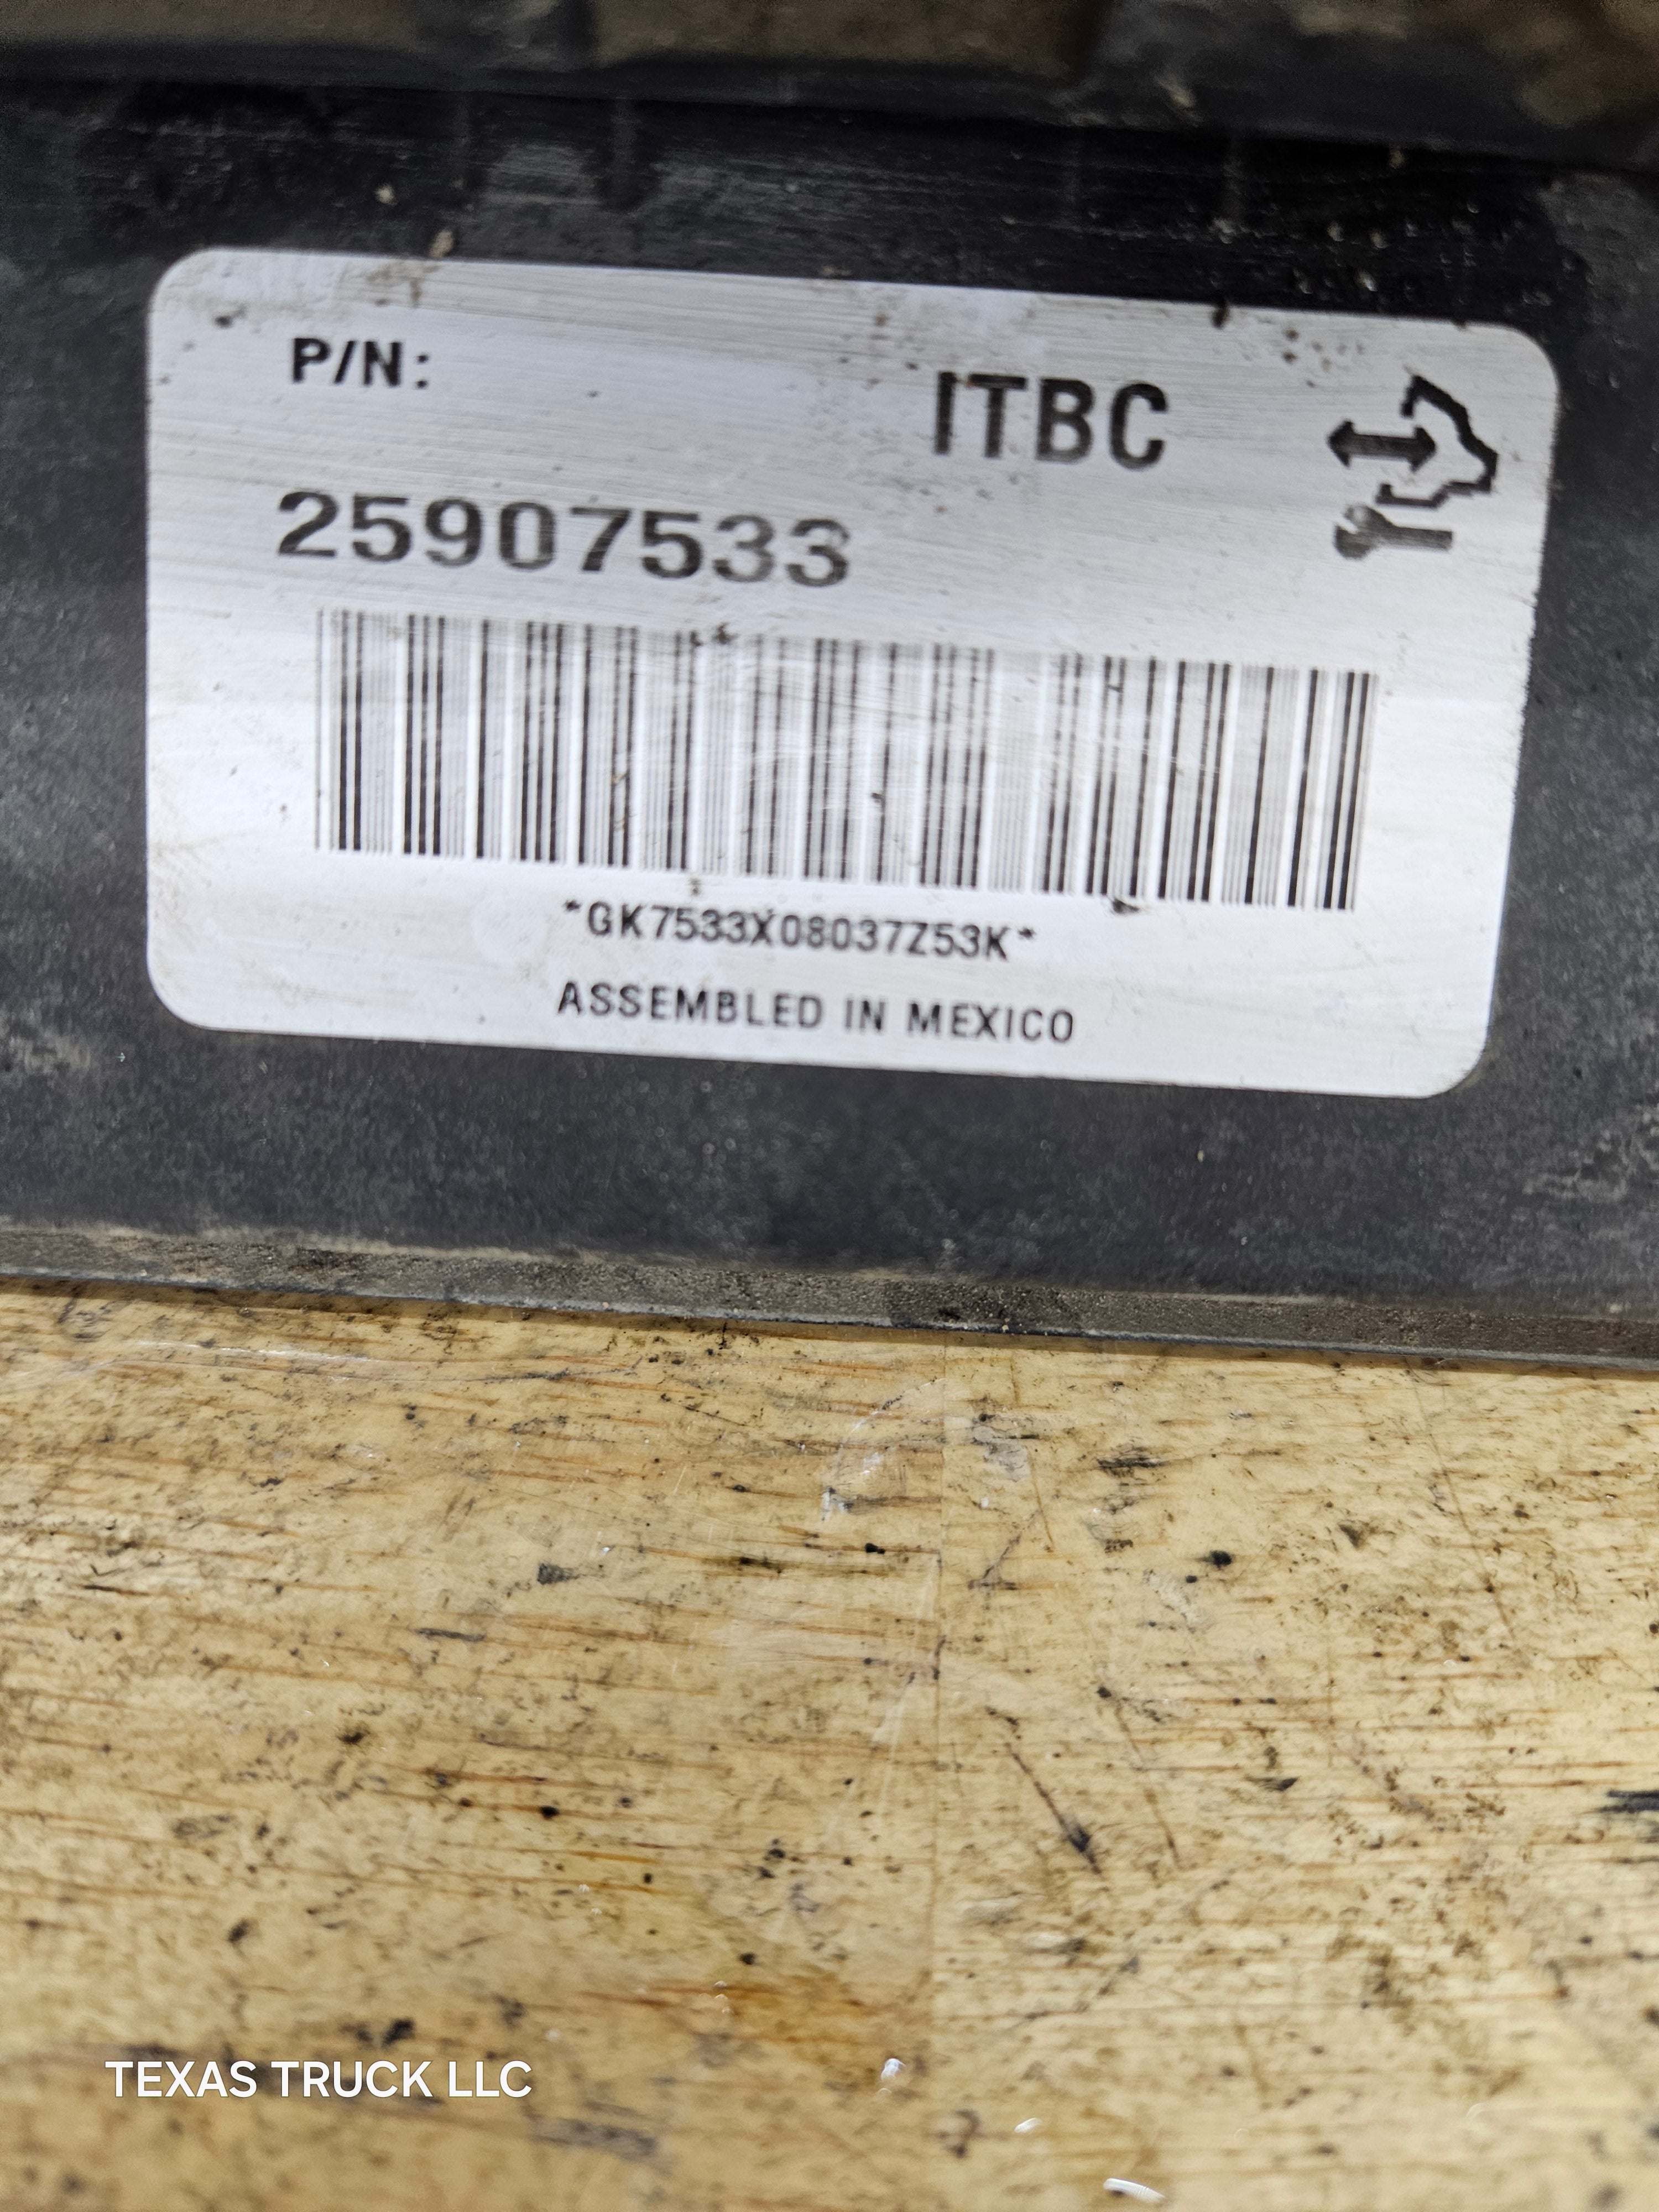 P/N:
ITBC
25907533
*GK7533X08037Z53K*
ASSEMBLED IN MEXICO
TEXAS TRUCK LLC